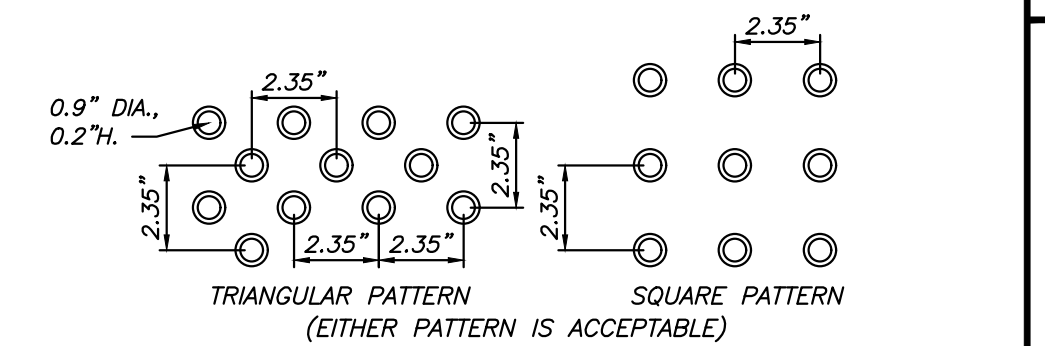 2.35"
2.35"
0.9" DIA.,
0.2"H.
2.35"
2.35"
2.35"
2.35" 2.35"
TRIANGULAR PATTERN
SQUARE PATTERN
(EITHER PATTERN IS ACCEPTABLE)